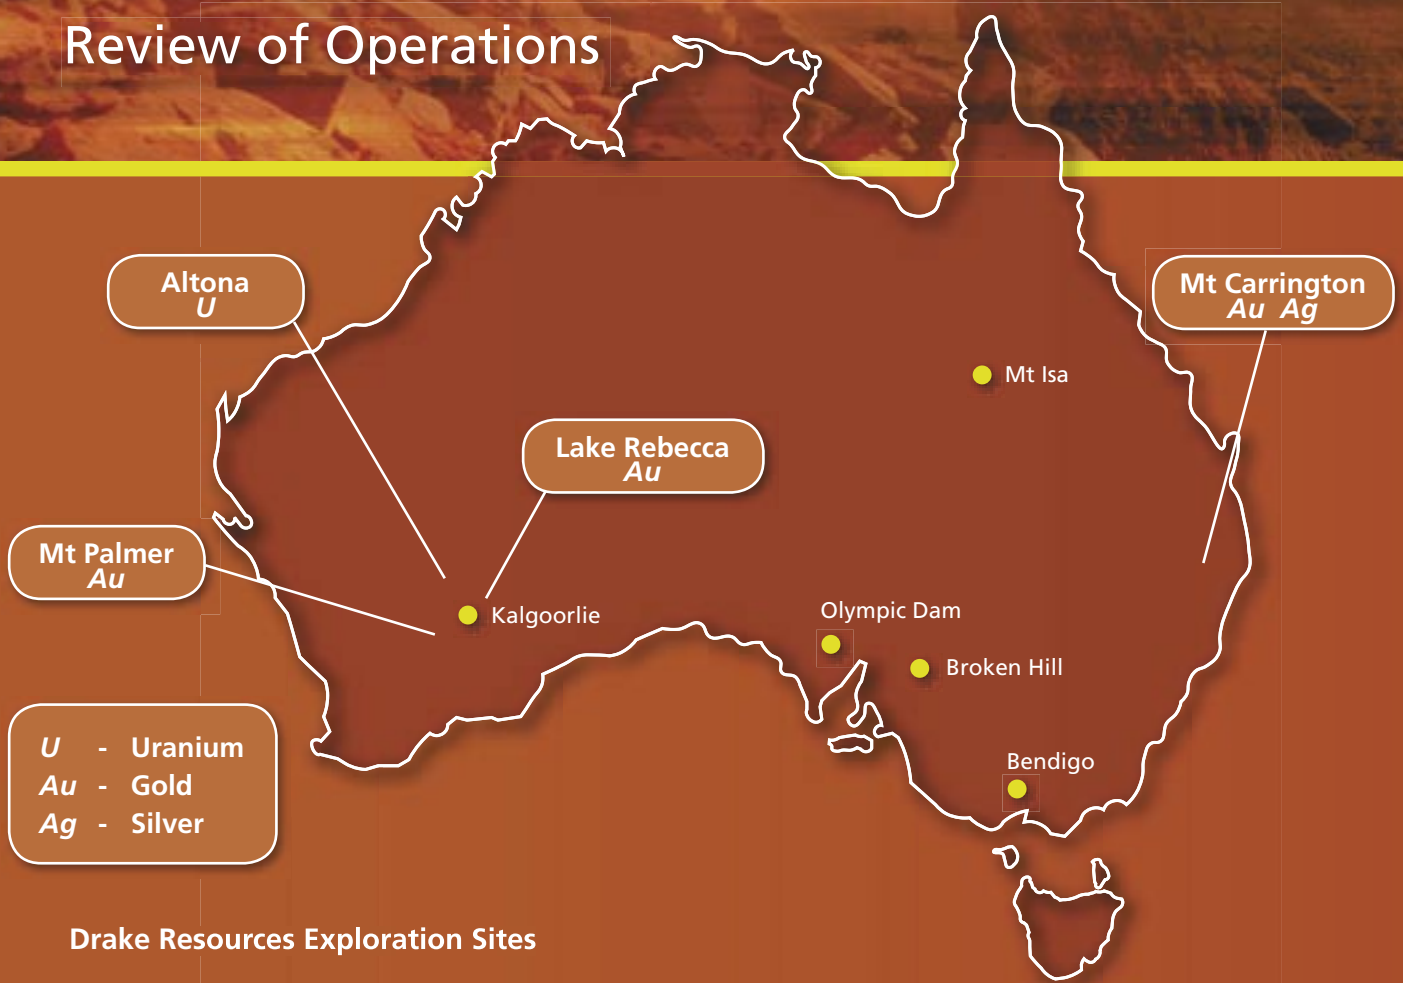 Review of Operations
Altona
U
Mt Carrington
Au Ag
Mt Isa
Lake Rebecca
Au
Mt Palmer
Au
Kalgoorlie
Olympic Dam
Broken Hill
Bendigo
U - Uranium
Au - Gold
Ag - Silver
Drake Resources Exploration Sites